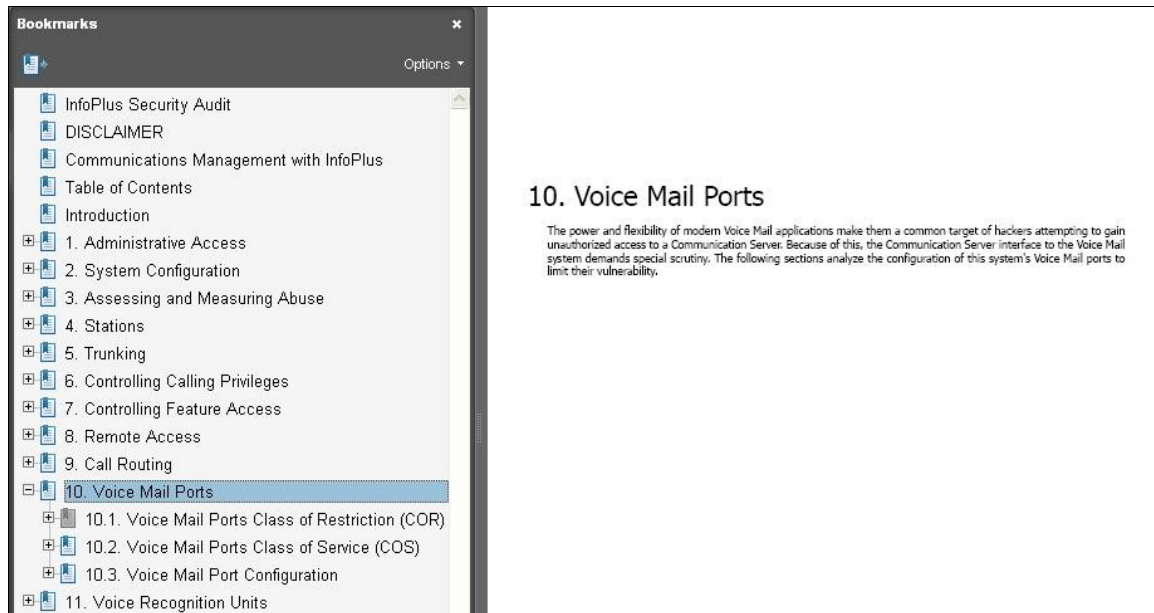 Bookmarks
Options
InfoPlus Security Audit
DISCLAIMER
Communications Management with InfoPlus
Table of Contents
Introduction
1. Administrative Access
2. System Configuration
3. Assessing and Measuring Abuse
4. Stations
5. Trunking
6. Controlling Calling Privileges
7. Controlling Feature Access
8. Remote Access
9. Call Routing
10. Voice Mail Ports
10.1. Voice Mail Ports Class of Restriction (COR)
10.2. Voice Mail Ports Class of Service (COS)
10.3. Voice Mail Port Configuration
11. Voice Recognition Units
10. Voice Mail Ports
The power and flexibility of modern Voice Mail applications make them a common target of hackers attempting to gain
unauthorized access to a Communication Server. Because of this, the Communication Server interface to the Voice Mail
system demands special scrutiny. The following sections analyze the configuration of this system's Voice Mail ports to
limit their vulnerability.